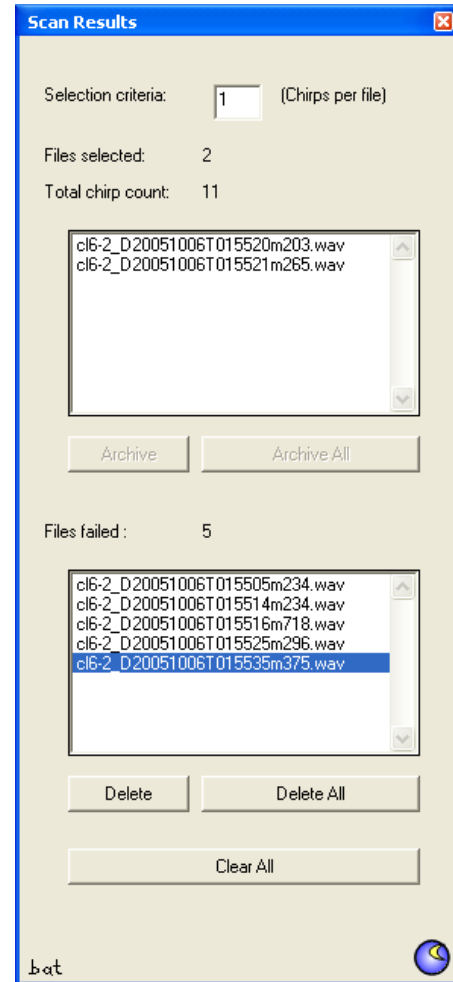 Scan Results
Selection criteria: 1 (Chirps per file)
Files selected: 2
Total chirp count: 11
cl6-2_D20051006T015520m203.wav
cl6-2_D20051006T015521m265.wav
Archive Archive All
Files failed : 5
cl6-2_D20051006T015505m234.wav
cl6-2_D20051006T015514m234.wav
cl6-2_D20051006T015516m718.wav
cl6-2_D20051006T015525m296.wav
cl6-2_D20051006T015535m375.wav
Delete Delete All
Clear All
bat